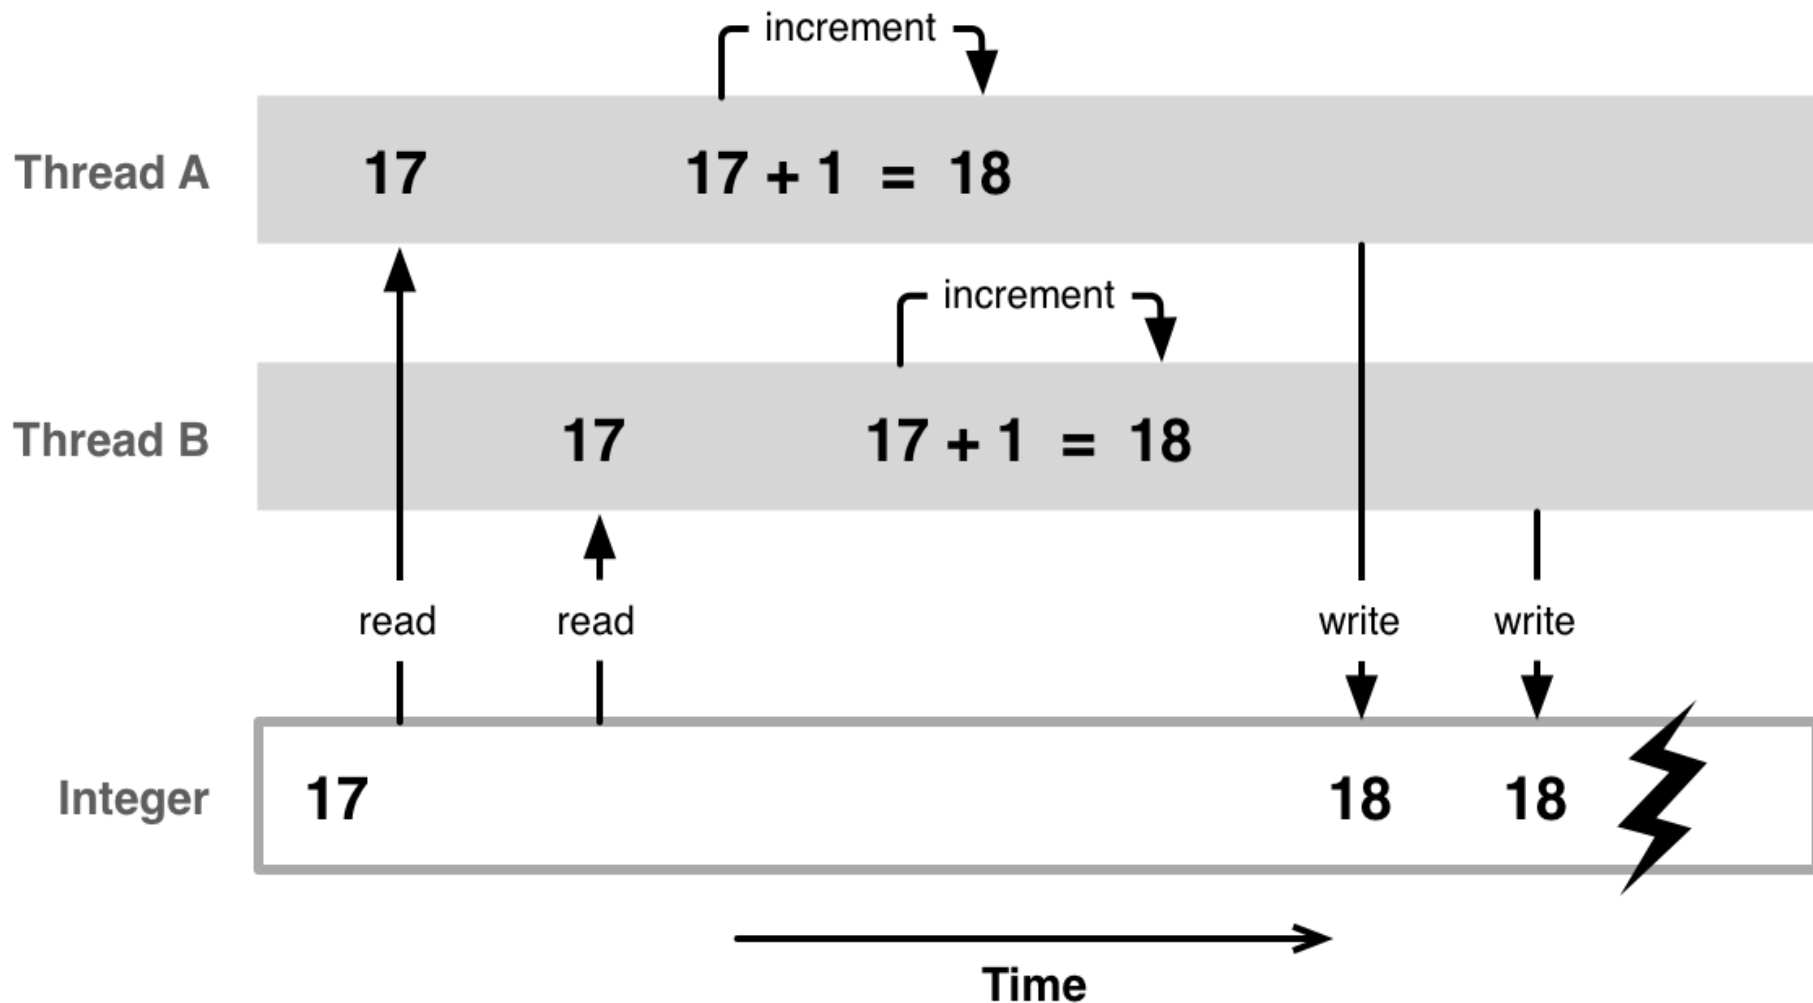 increment
Thread A 17 17 + 1 = 18
increment
Thread B 17 17 + 1 = 18
read read write write
Integer 17 18 18
Time